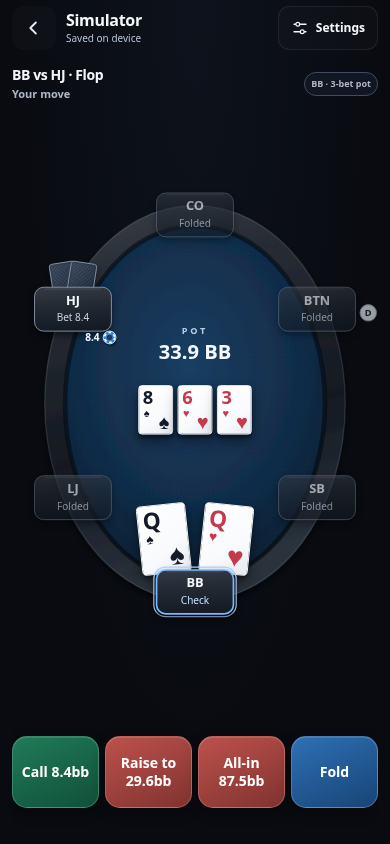 Simulator
Saved on device
Settings
BB vs HJ · Flop
Your move
BB · 3-bet pot
CO
Folded
HJ
Bet 8.4
8.4
BTN
Folded
D
POT
33.9 BB
8
6
3
LJ
Folded
SB
Folded
Q
Q
BB
Check
Call 8.4bb
Raise to
29.6bb
All-in
87.5bb
Fold